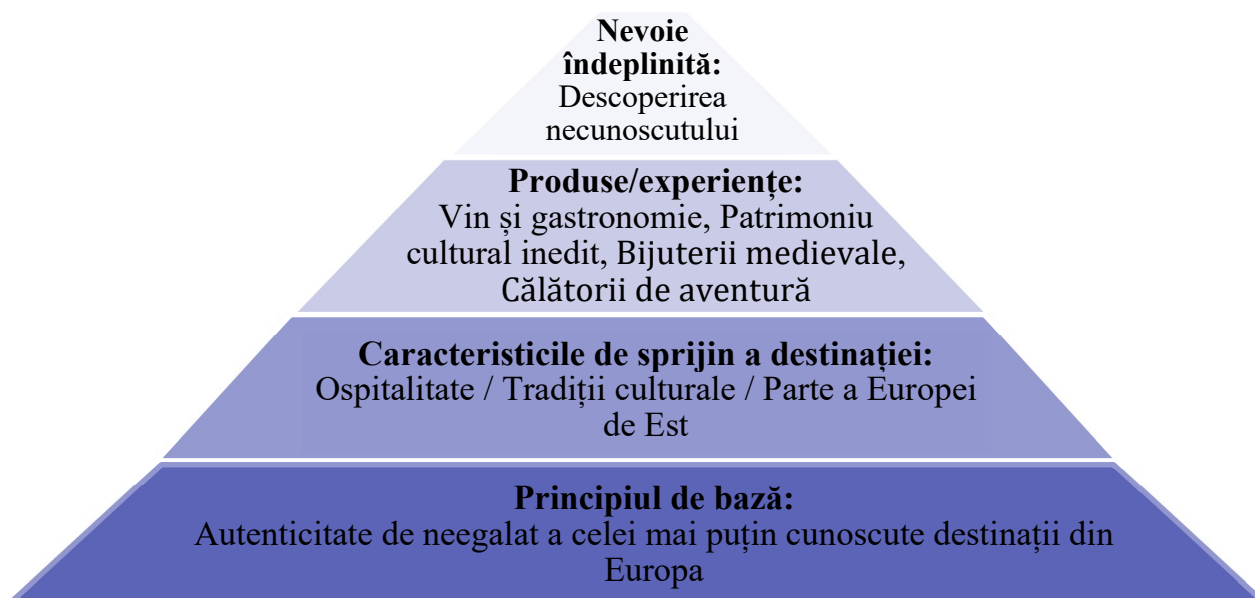 Nevoie
îndeplinită:
Descoperirea
necunoscutului
Produse/experiențe:
Vin și gastronomie, Patrimoniu
cultural inedit, Bijuterii medievale,
Călătorii de aventură
Caracteristicile de sprijin a destinației:
Ospitalitate / Tradiții culturale / Parte a Europei
de Est
Principiul de bază:
Autenticitate de neegalat a celei mai puțin cunoscute destinații din
Europa